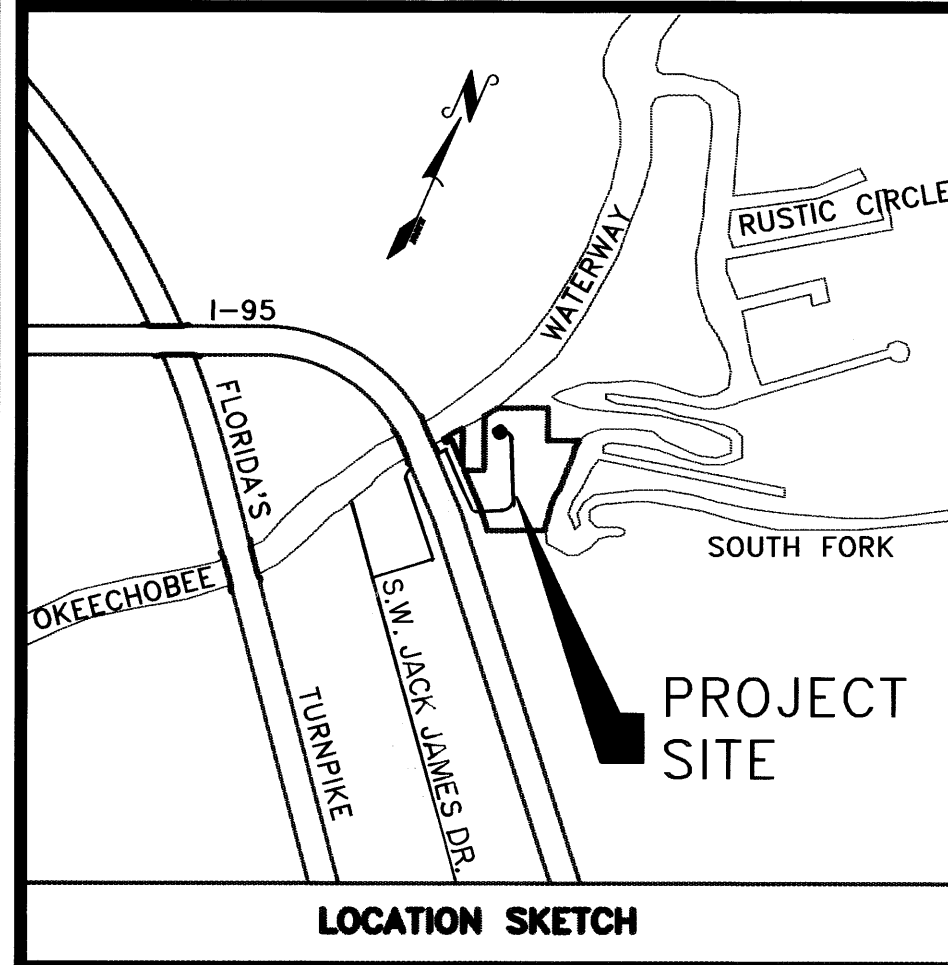 N
RUSTIC CIRCLE
WATERWAY
I-95
FLORIDA'S
OKEECHOBEE
SOUTH FORK
S.W. JACK JAMES DR.
TURNPIKE
PROJECT
SITE
LOCATION SKETCH